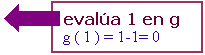 evalúa 1 en g
g ( 1 ) = 1-1= 0